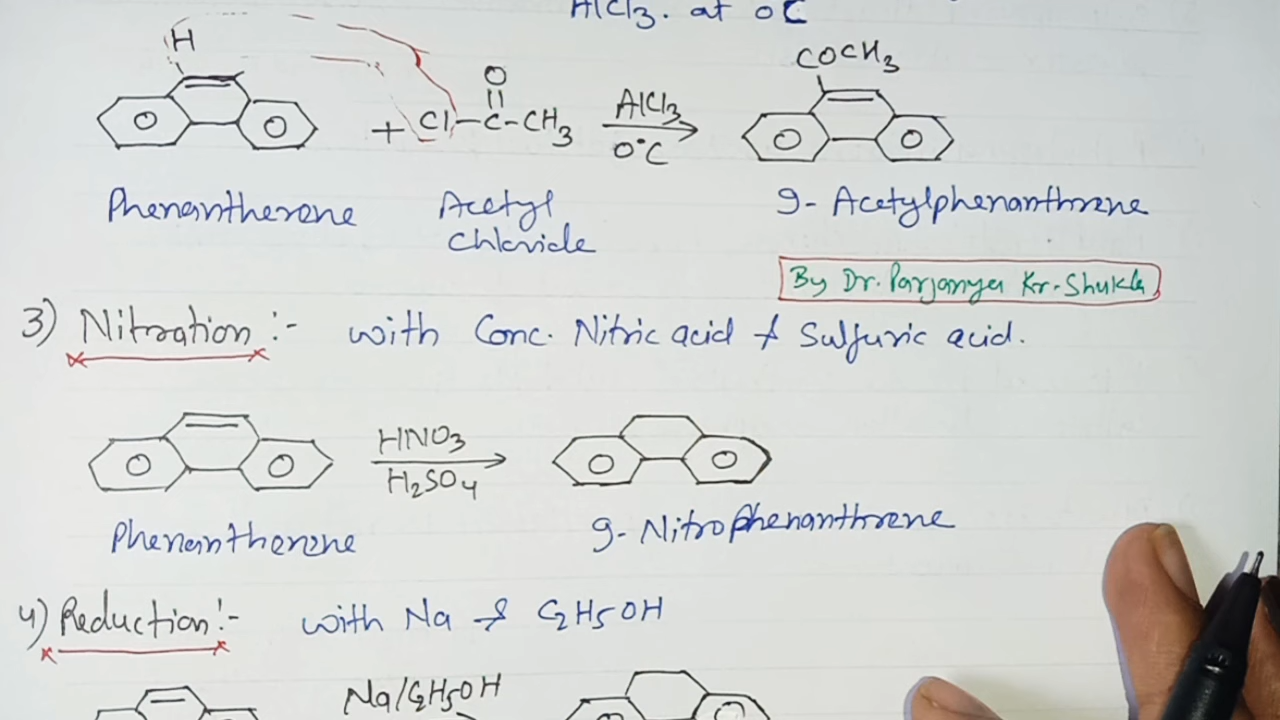 AlCl3. at 0C
H
COCH3
O
Cl-C-CH3
AlCl3
+
0°C
Phenantherene
Acetyl
chloride
9- Acetylphenanthrene
By Dr. Parjanya Kr. Shukla
3) Nitration :- with Conc. Nitric acid & Sulfuric acid.
HNO3
H2SO4
Phenantherene
9- Nitrophenanthrene
4) Reduction :- with Na & C2H5OH
Na/C2H5OH